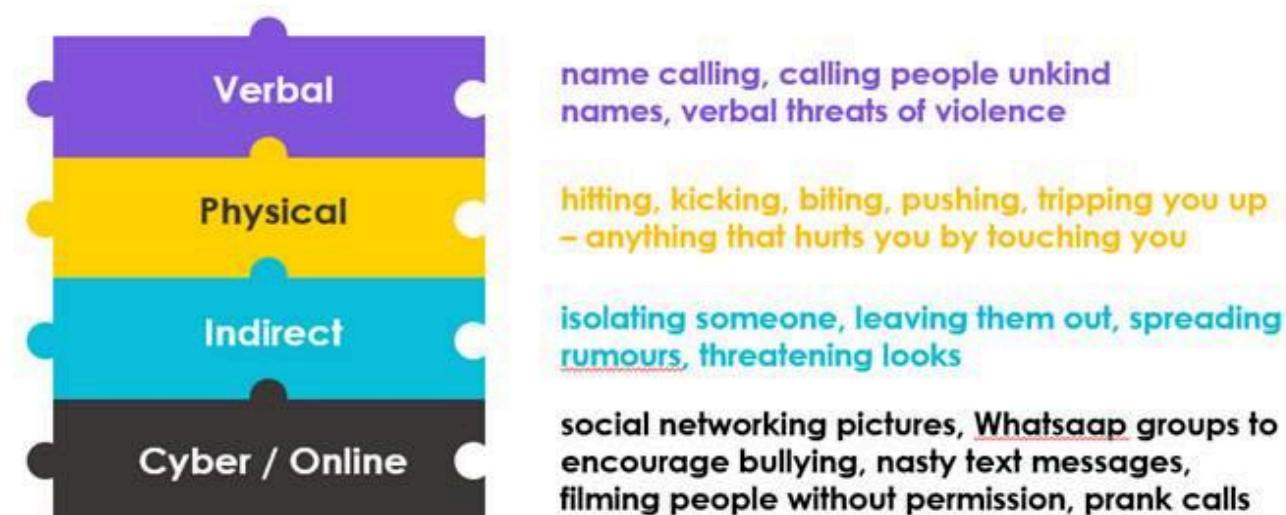 Verbal
name calling, calling people unkind
names, verbal threats of violence
Physical
hitting, kicking, biting, pushing, tripping you up
– anything that hurts you by touching you
Indirect
isolating someone, leaving them out, spreading
rumours, threatening looks
Cyber / Online
social networking pictures, Whatsaap groups to
encourage bullying, nasty text messages,
filming people without permission, prank calls